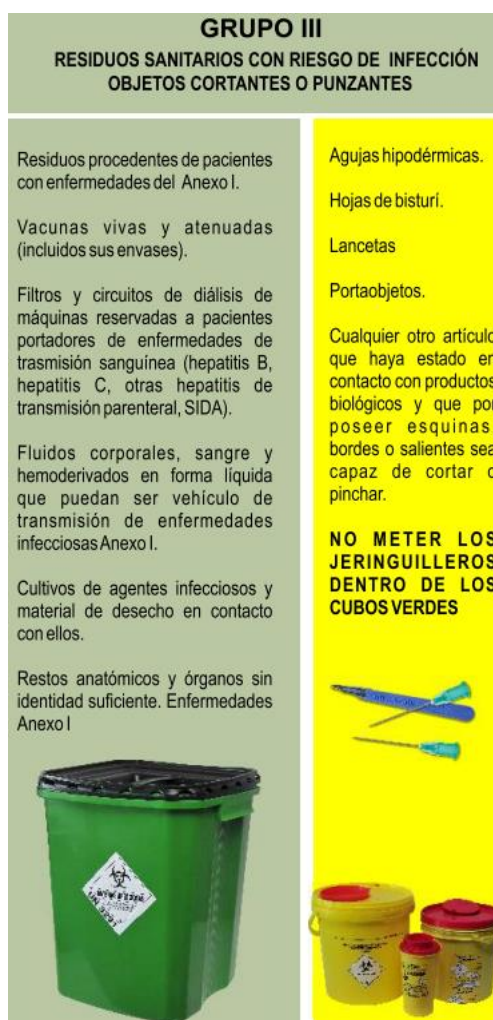 GRUPO III
RESIDUOS SANITARIOS CON RIESGO DE INFECCIÓN
OBJETOS CORTANTES O PUNZANTES
Residuos procedentes de pacientes
con enfermedades del Anexo I.
Vacunas vivas y atenuadas
(incluidos sus envases).
Filtros y circuitos de diálisis de
máquinas reservadas a pacientes
portadores de enfermedades de
trasmisión sanguínea (hepatitis B,
hepatitis C, otras hepatitis de
transmisión parenteral, SIDA).
Fluidos corporales, sangre y
hemoderivados en forma líquida
que puedan ser vehículo de
transmisión de enfermedades
infecciosas Anexo I.
Cultivos de agentes infecciosos y
material de desecho en contacto
con ellos.
Restos anatómicos y órganos sin
identidad suficiente. Enfermedades
Anexo I
Agujas hipodérmicas.
Hojas de bisturí.
Lancetas
Portaobjetos.
Cualquier otro artículo
que haya estado en
contacto con productos
biológicos y que por
poseer esquinas
bordes o salientes sea
capaz de cortar o
pinchar.
NO METER LOS
JERINGUILLEROS
DENTRO DE LOS
CUBOS VERDES